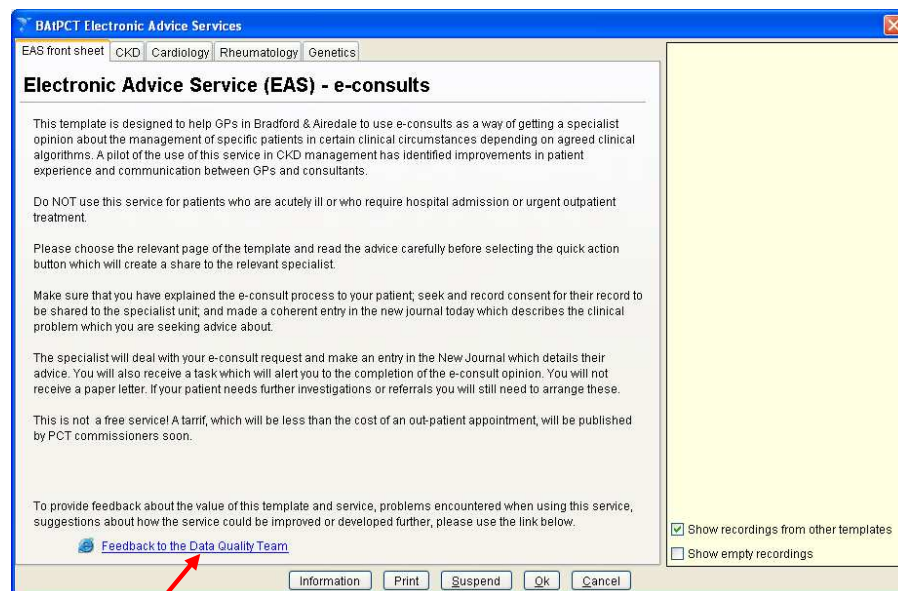 BAtPCT Electronic Advice Services
EAS front sheet CKD Cardiology Rheumatology Genetics
Electronic Advice Service (EAS) - e-consults
This template is designed to help GPs in Bradford & Airedale to use e-consults as a way of getting a specialist
opinion about the management of specific patients in certain clinical circumstances depending on agreed clinical
algorithms. A pilot of the use of this service in CKD management has identified improvements in patient
experience and communication between GPs and consultants.
Do NOT use this service for patients who are acutely ill or who require hospital admission or urgent outpatient
treatment.
Please choose the relevant page of the template and read the advice carefully before selecting the quick action
button which will create a share to the relevant specialist.
Make sure that you have explained the e-consult process to your patient; seek and record consent for their record to
be shared to the specialist unit; and made a coherent entry in the new journal today which describes the clinical
problem which you are seeking advice about.
The specialist will deal with your e-consult request and make an entry in the New Journal which details their
advice. You will also receive a task which will alert you to the completion of the e-consult opinion. You will not
receive a paper letter. If your patient needs further investigations or referrals you will still need to arrange these.
This is not a free service! A tarrif, which will be less than the cost of an out-patient appointment, will be published
by PCT commissioners soon.
To provide feedback about the value of this template and service, problems encountered when using this service,
suggestions about how the service could be improved or developed further, please use the link below.
Feedback to the Data Quality Team
Show recordings from other templates
Show empty recordings
Information Print Suspend Ok Cancel